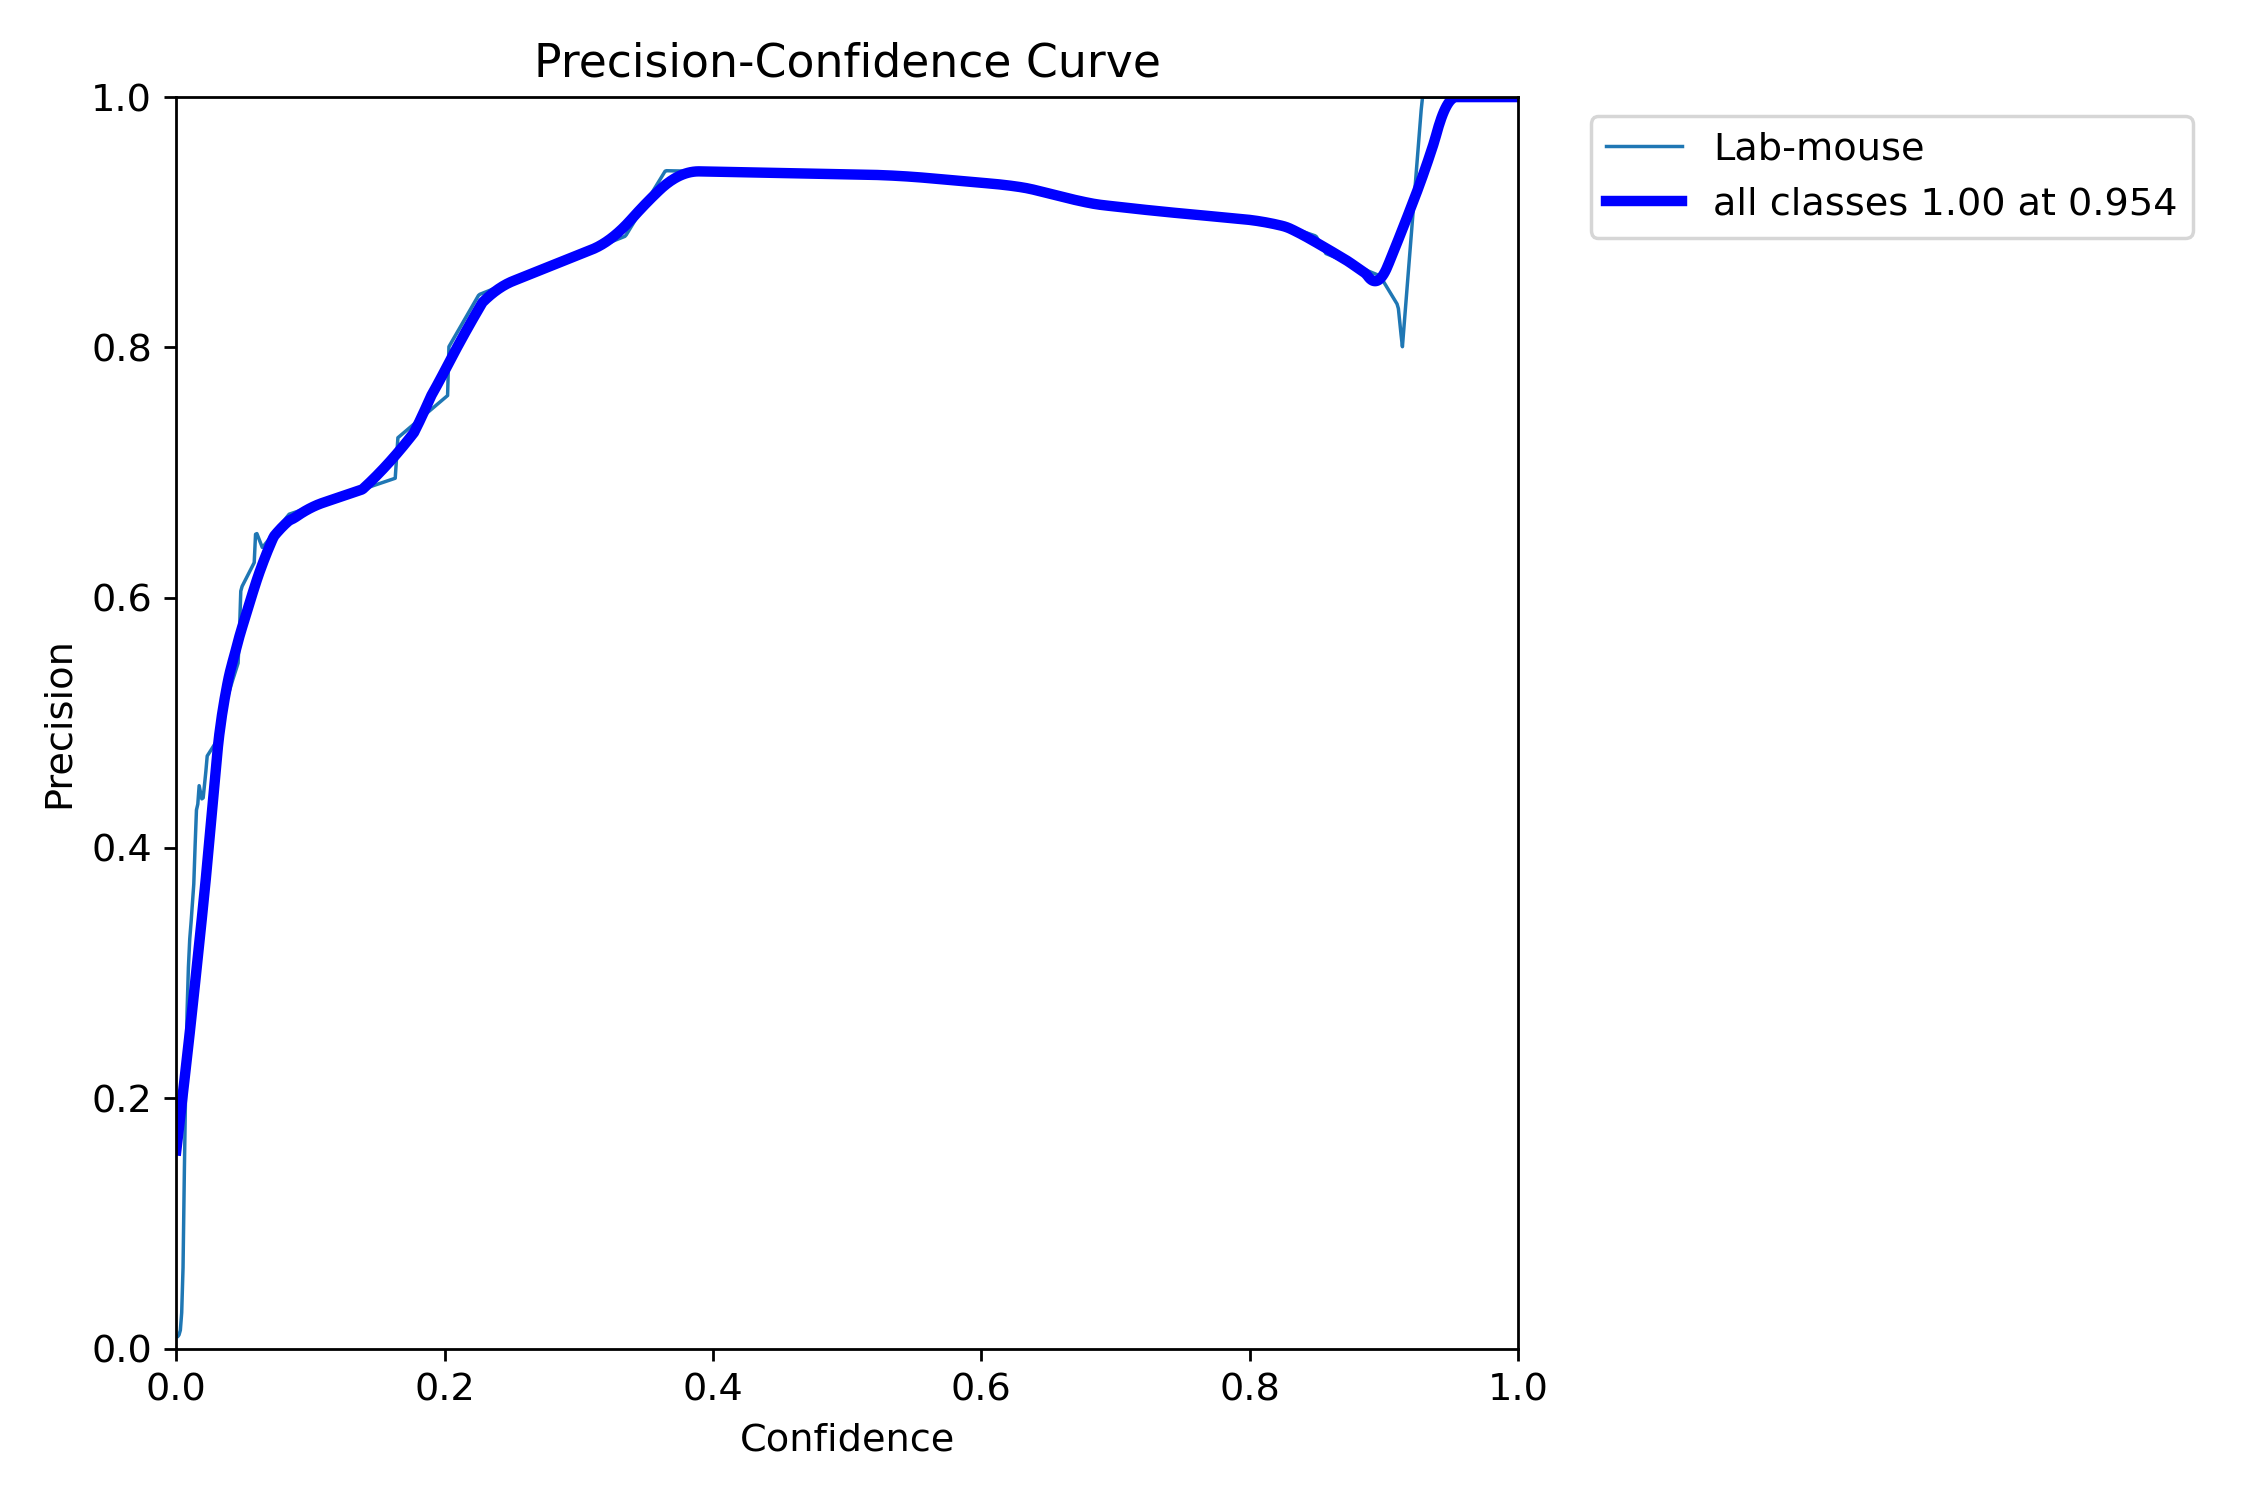 Precision-Confidence Curve
1.0
0.8
0.6
0.4
0.2
0.0
Precision
0.0 0.2 0.4 0.6 0.8 1.0
Confidence
Lab-mouse
all classes 1.00 at 0.954